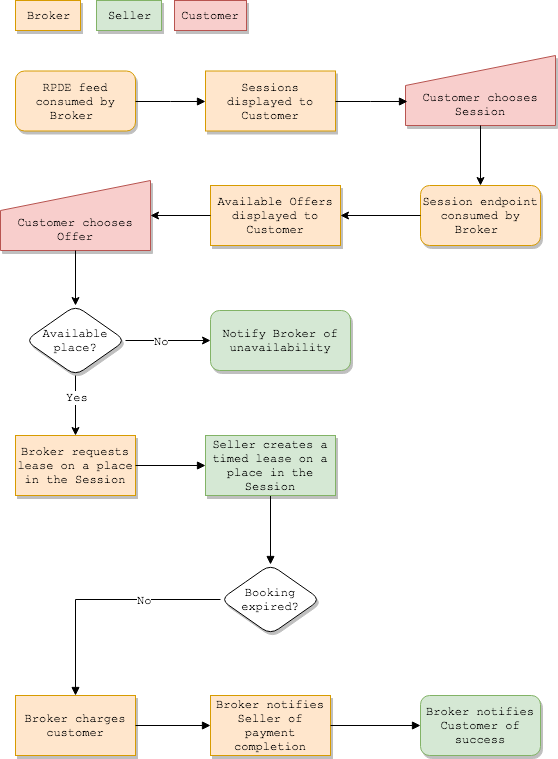 Broker
Seller
Customer
RPDE feed
consumed by
Broker
Sessions
displayed to
Customer
Customer chooses
Session
Session endpoint
consumed by
Broker
Available Offers
displayed to
Customer
Customer chooses
Offer
Available
place?
No
Notify Broker of
unavailability
Yes
Broker requests
lease on a place
in the Session
Seller creates a
timed lease on a
place in the
Session
Booking
expired?
No
Broker charges
customer
Broker notifies
Seller of
payment
completion
Broker notifies
Customer of
success